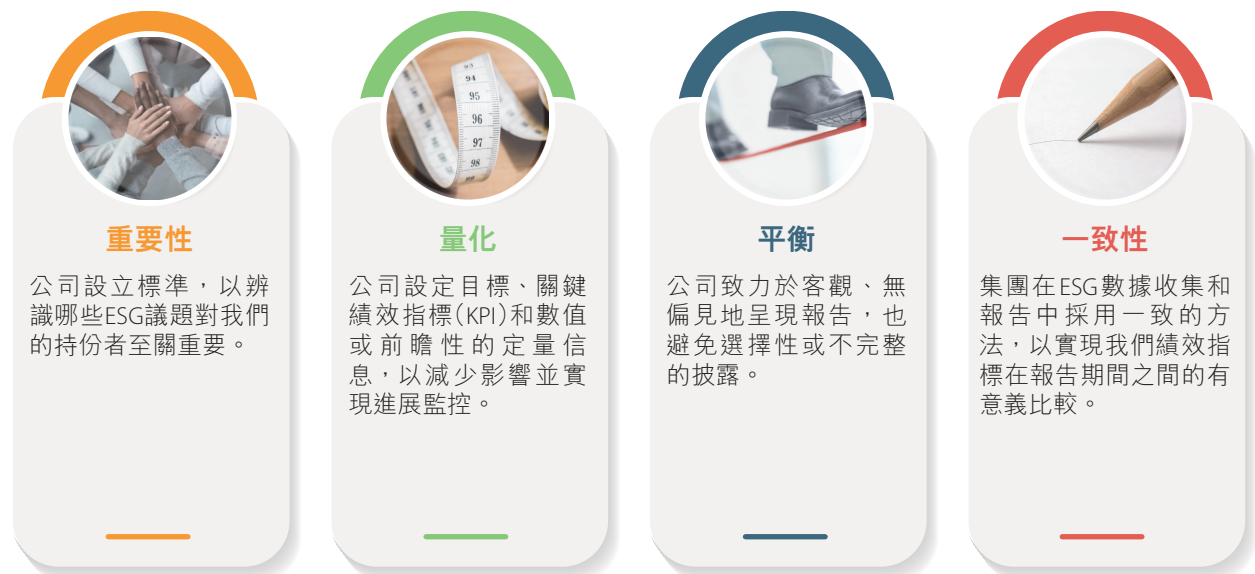 93
94
95
96
97
98
重要性
公司設立標準，以辨
識哪些ESG議題對我們
的持份者至關重要。
量化
公司設定目標、關鍵
績效指標(KPI)和數值
或前瞻性的定量信
息，以減少影響並實
現進展監控。
平衡
公司致力於客觀、無
偏見地呈現報告，也
避免選擇性或不完整
的披露。
一致性
集團在ESG數據收集和
報告中採用一致的方
法，以實現我們績效指
標在報告期間之間的有
意義比較。